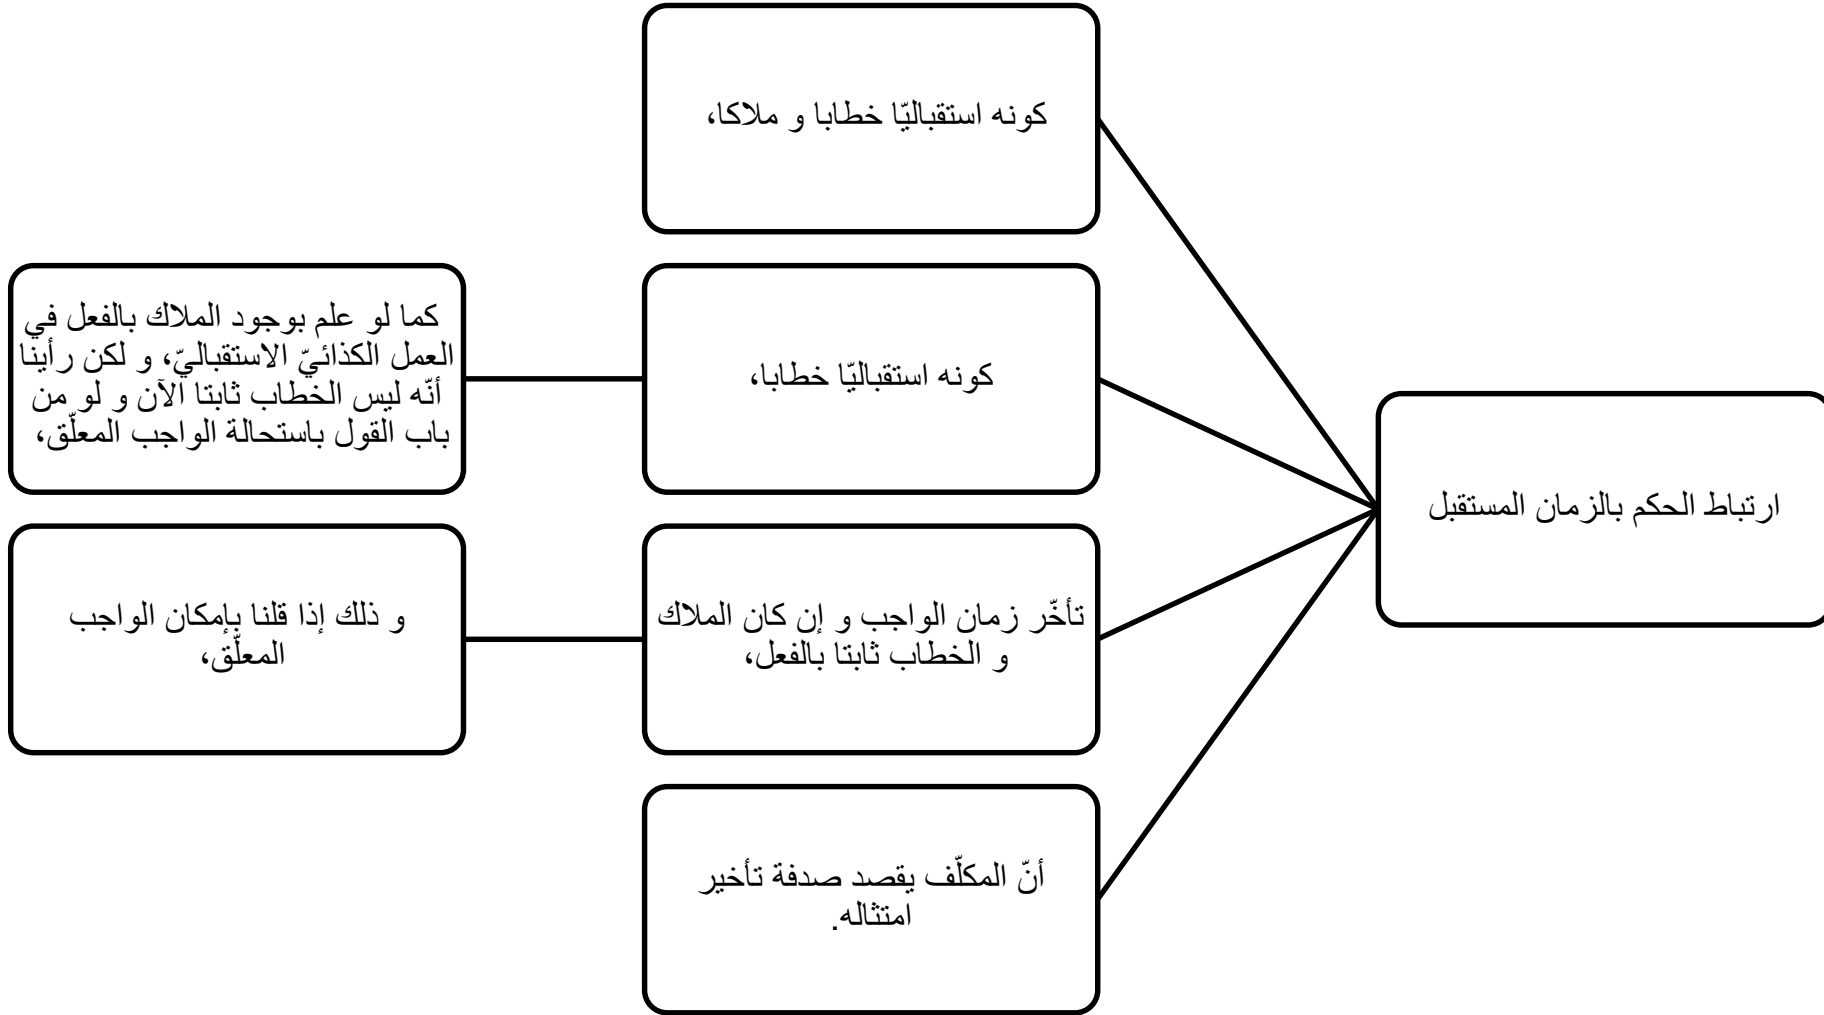 ارتباط الحكم بالزمان المستقبل
كونه استقباليّا خطابا و ملاكا،
كونه استقباليّا خطابا،
كما لو علم بوجود الملاك بالفعل في
العمل الكذائيّ الاستقباليّ، و لكن رأينا
أنّه ليس الخطاب ثابتا الآن و لو من
باب القول باستحالة الواجب المعلّق،
تأخّر زمان الواجب و إن كان الملاك
و الخطاب ثابتا بالفعل،
و ذلك إذا قلنا بإمكان الواجب
المعلّق،
أنّ المكلّف يقصد صدفة تأخير
امتثاله.